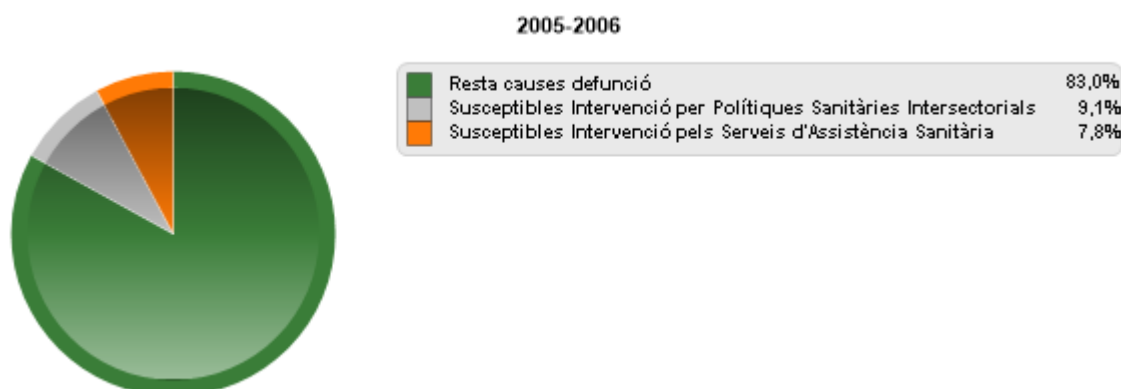 2005-2006
Resta causes defunció 83,0%
Susceptibles Intervenció per Polítiques Sanitàries Intersectorials 9,1%
Susceptibles Intervenció pels Serveis d'Assistència Sanitària 7,8%